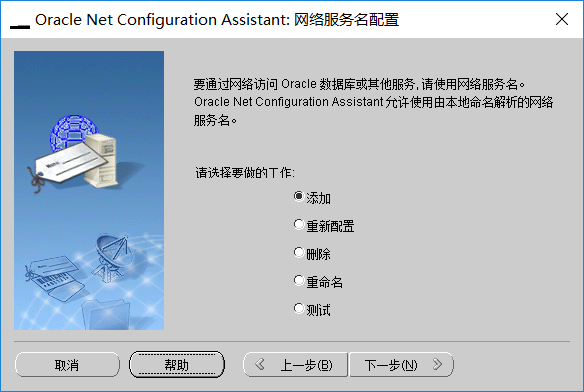 Oracle Net Configuration Assistant: 网络服务名配置
要通过网络访问 Oracle 数据库或其他服务, 请使用网络服务名。
Oracle Net Configuration Assistant 允许使用由本地命名解析的网络
服务名。
请选择要做的工作:
添加
重新配置
删除
重命名
测试
取消
帮助
上一步(B)
下一步(N)